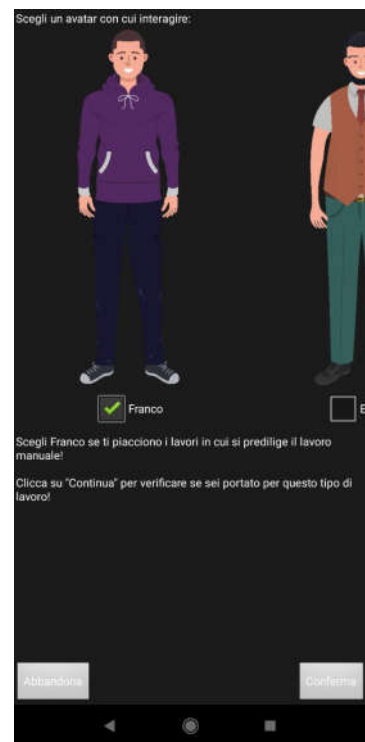 Scegli un avatar con cui interagire:
Franco
E
Scegli Franco se ti piacciono i lavori in cui si predilige il lavoro
manuale!
Clicca su "Continua" per verificare se sei portato per questo tipo di
lavoro!
Abbandona
Conferma